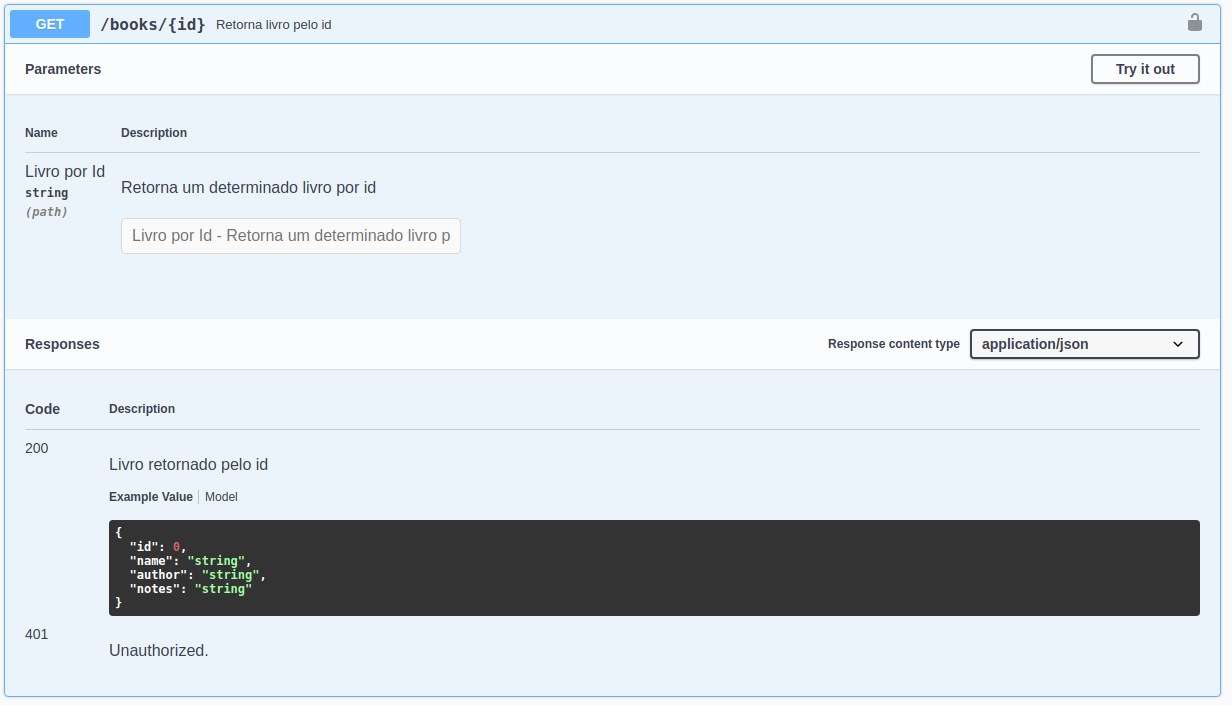 GET /books/{id} Retorna livro pelo id
Parameters Try it out
Name Description
Livro por Id
string
(path)
Retorna um determinado livro por id
Livro por Id - Retorna um determinado livro p
Responses Response content type application/json
Code Description
200
Livro retornado pelo id
Example Value Model
{
  "id": 0,
  "name": "string",
  "author": "string",
  "notes": "string"
}
401
Unauthorized.